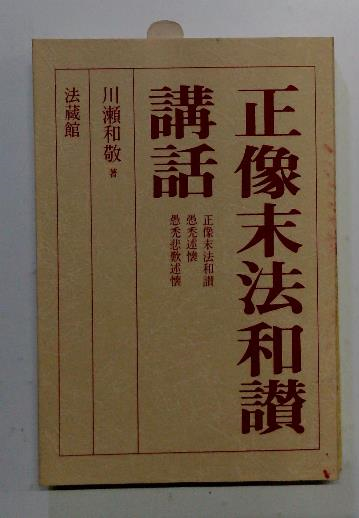 正像末法和讃
講話
正像末法和讃
愚禿述懐
愚禿悲歎述懐
川瀬和敬 著
法藏館